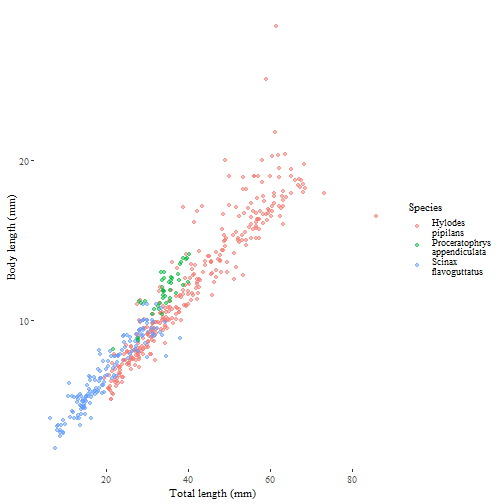 20
10
Body length (mm)
20
40
60
80
Total length (mm)
Species
Hylodes
pipilans
Proceratophrys
appendiculata
Scinax
flavoguttatus